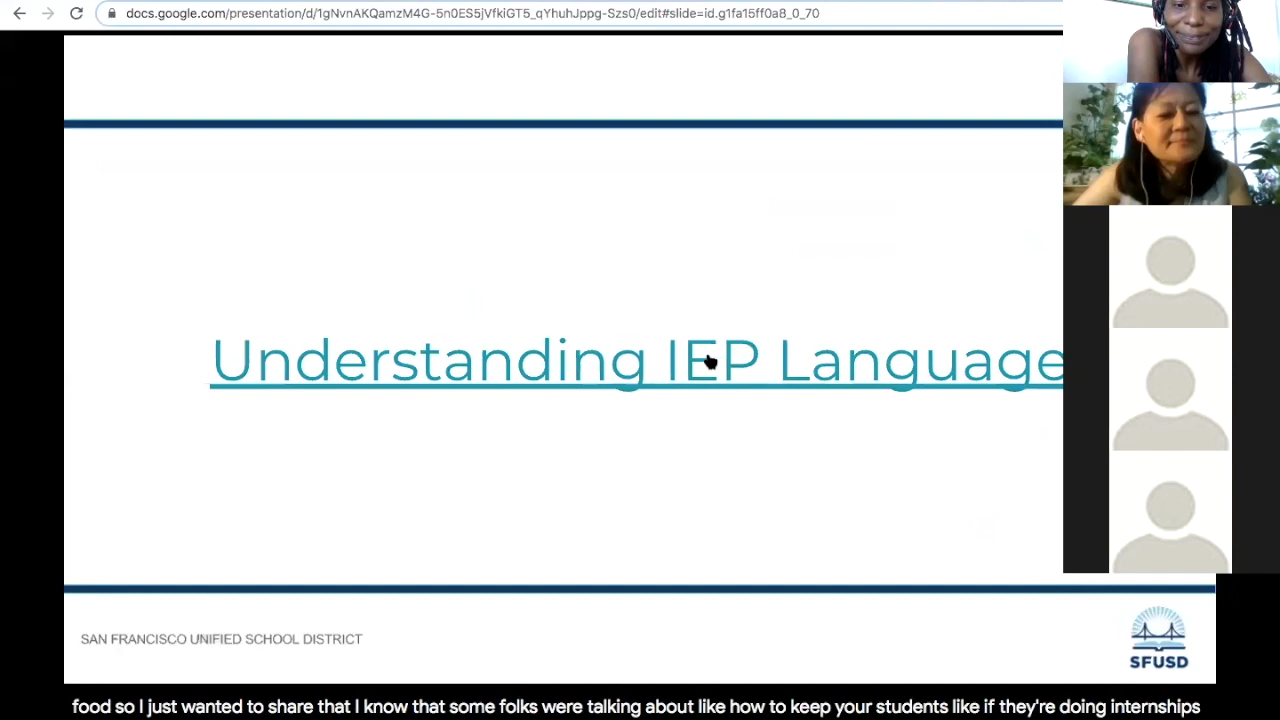 docs.google.com/presentation/d/1gNvnAKQamzM4G-5n0ES5jVfkiGT5_qYhuhJppg-Szs0/edit#slide=id.g1fa15ff0a8_0_70
Understanding IEP Language
SAN FRANCISCO UNIFIED SCHOOL DISTRICT
SFUSD
food so I just wanted to share that I know that some folks were talking about like how to keep your students like if they're doing internships